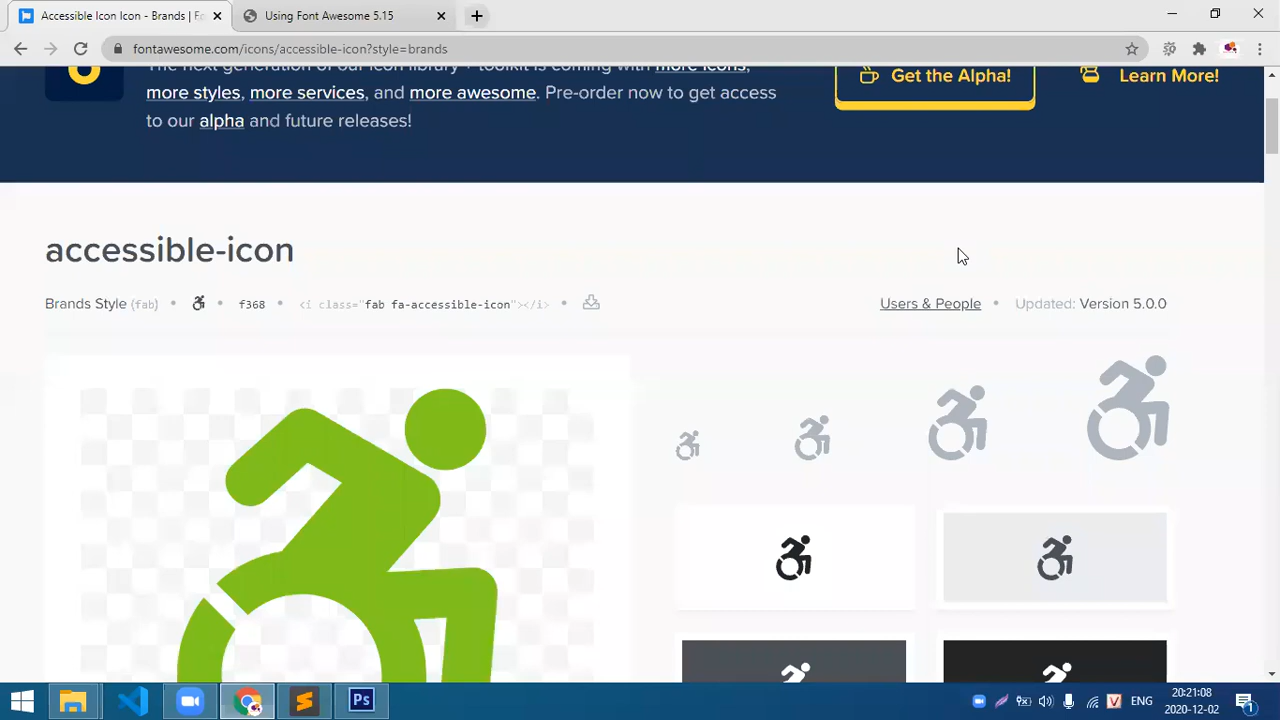 Accessible Icon Icon - Brands | Fo
Using Font Awesome 5.15
fontawesome.com/icons/accessible-icon?style=brands
The next generation of our icon library + toolkit is coming with more icons,
more styles, more services, and more awesome. Pre-order now to get access
to our alpha and future releases!
Get the Alpha!
Learn More!
accessible-icon
Brands Style (fab)
f368
<i class="fab fa-accessible-icon"></i>
Users & People
Updated: Version 5.0.0
Ps
V
ENG
20:21:08
2020-12-02
1